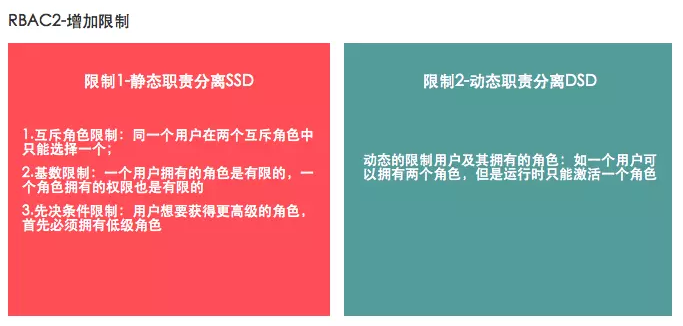 RBAC2-增加限制
限制1-静态职责分离SSD
1.互斥角色限制：同一个用户在两个互斥角色中
只能选择一个；
2.基数限制：一个用户拥有的角色是有限的，一
个角色拥有的权限也是有限的
3.先决条件限制：用户想要获得更高级的角色，
首先必须拥有低级角色
限制2-动态职责分离DSD
动态的限制用户及其拥有的角色：如一个用户可
以拥有两个角色，但是运行时只能激活一个角色